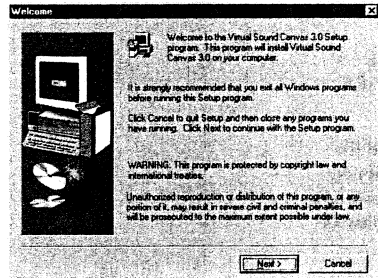 Welcome
Welcome to the Virtual Sound Canvas 3.0 Setup
program. This program will install Virtual Sound
Canvas 3.0 on your computer.
It is strongly recommended that you exit all Windows programs
before running this Setup program.
Click Cancel to quit Setup and then close any programs you
have running. Click Next to continue with the Setup program.
WARNING: This program is protected by copyright law and
international treaties.
Unauthorized reproduction or distribution of this program, or any
portion of it, may result in severe civil and criminal penalties, and
will be prosecuted to the maximum extent possible under law.
Next > Cancel